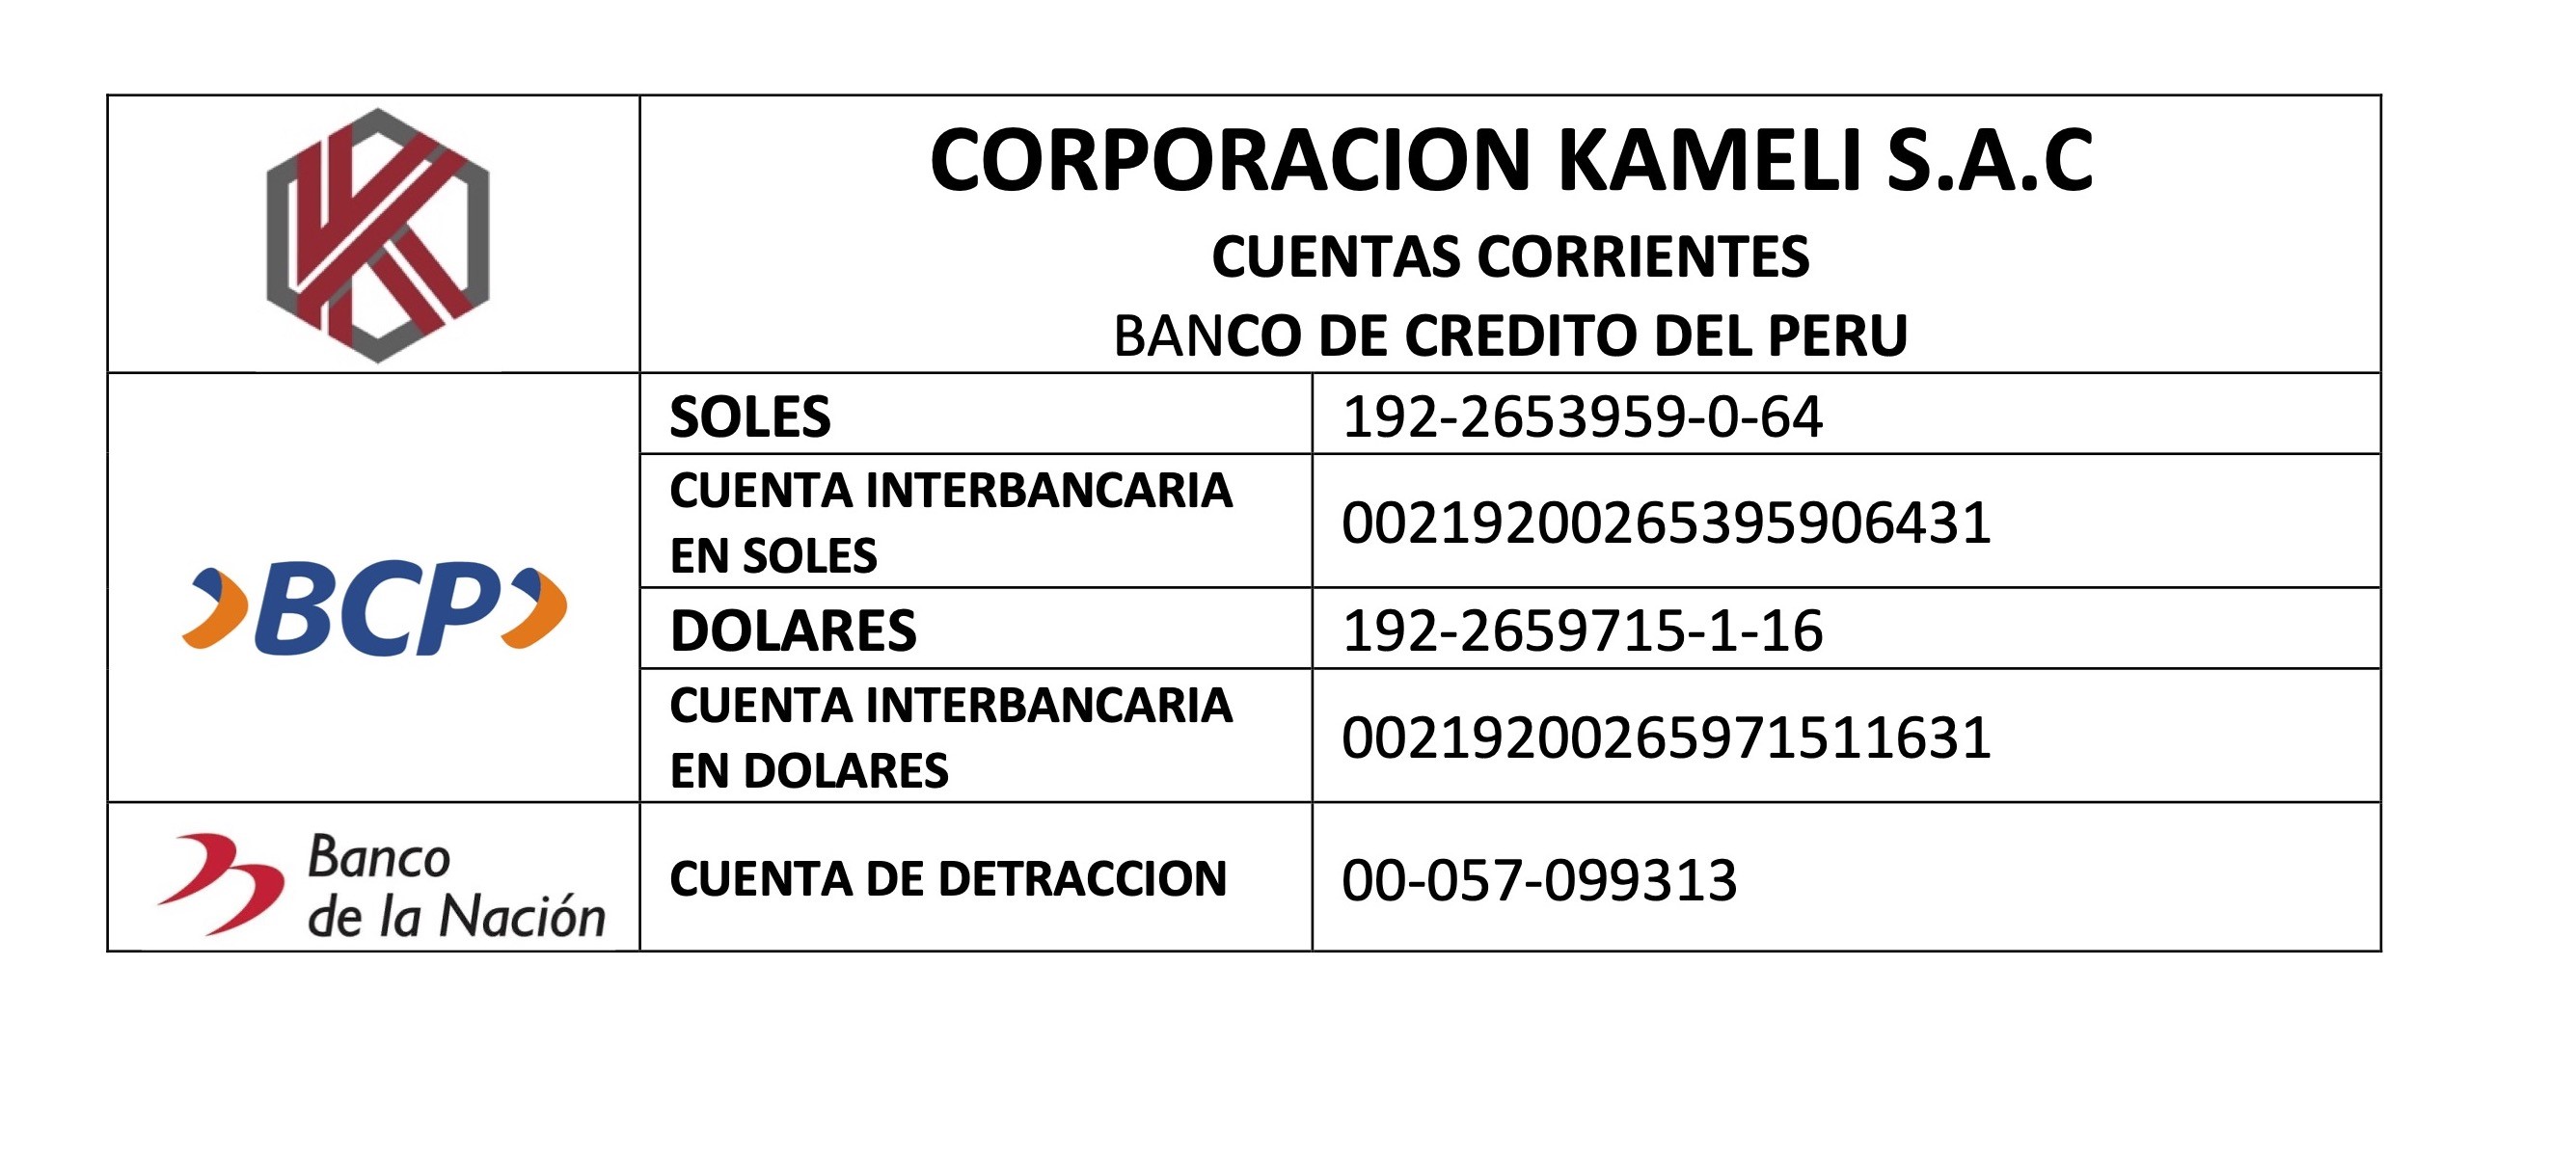 CORPORACION KAMELI S.A.C
CUENTAS CORRIENTES
BANCO DE CREDITO DEL PERU
BCP
SOLES 192-2653959-0-64
CUENTA INTERBANCARIA
EN SOLES
00219200265395906431
DOLARES 192-2659715-1-16
CUENTA INTERBANCARIA
EN DOLARES
00219200265971511631
Banco
de la Nación
CUENTA DE DETRACCION 00-057-099313